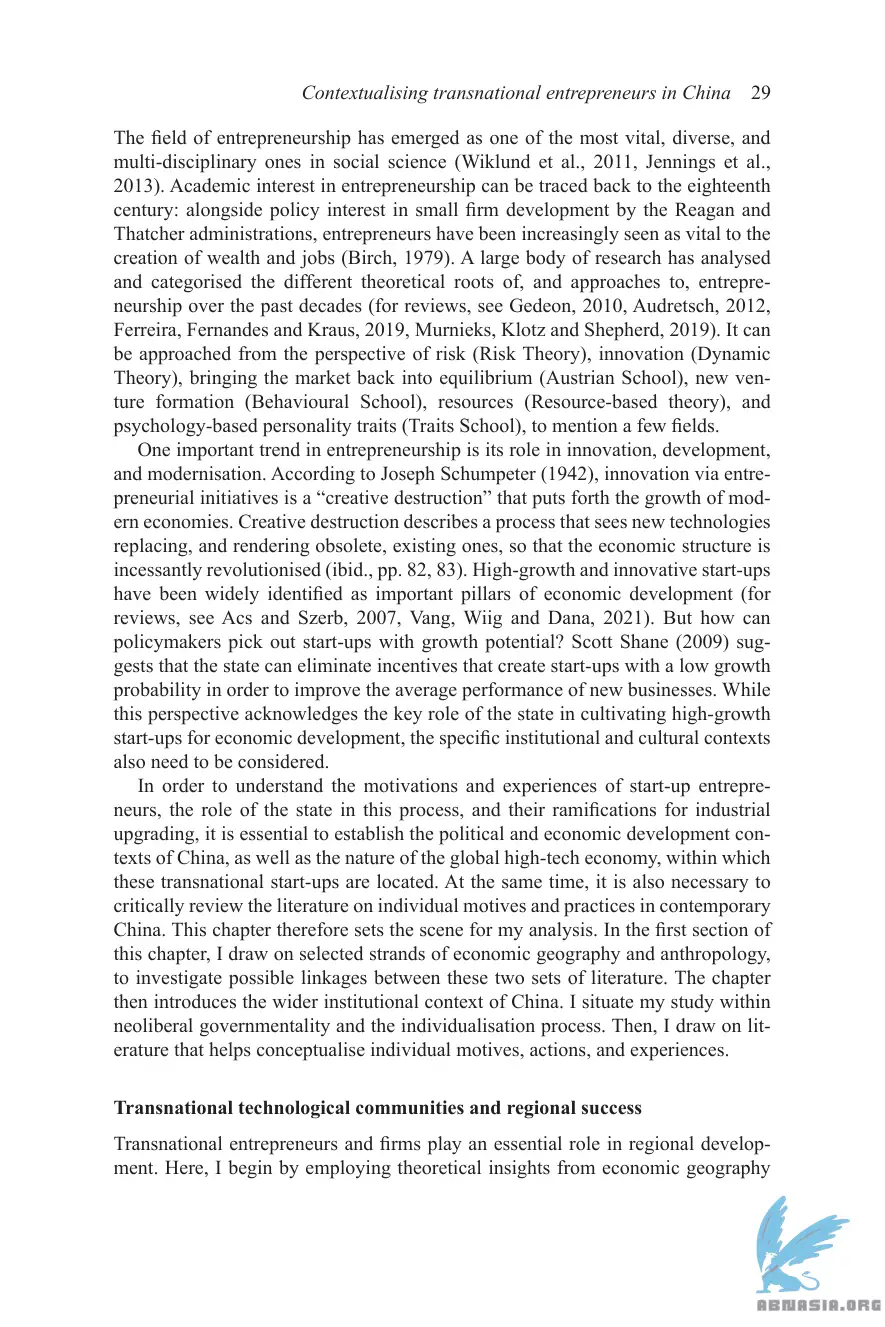 Contextualising transnational entrepreneurs in China 29
The field of entrepreneurship has emerged as one of the most vital, diverse, and
multi-disciplinary ones in social science (Wiklund et al., 2011, Jennings et al.,
2013). Academic interest in entrepreneurship can be traced back to the eighteenth
century: alongside policy interest in small firm development by the Reagan and
Thatcher administrations, entrepreneurs have been increasingly seen as vital to the
creation of wealth and jobs (Birch, 1979). A large body of research has analysed
and categorised the different theoretical roots of, and approaches to, entrepre-
neurship over the past decades (for reviews, see Gedeon, 2010, Audretsch, 2012,
Ferreira, Fernandes and Kraus, 2019, Murnieks, Klotz and Shepherd, 2019). It can
be approached from the perspective of risk (Risk Theory), innovation (Dynamic
Theory), bringing the market back into equilibrium (Austrian School), new ven-
ture formation (Behavioural School), resources (Resource-based theory), and
psychology-based personality traits (Traits School), to mention a few fields.
One important trend in entrepreneurship is its role in innovation, development,
and modernisation. According to Joseph Schumpeter (1942), innovation via entre-
preneurial initiatives is a “creative destruction” that puts forth the growth of mod-
ern economies. Creative destruction describes a process that sees new technologies
replacing, and rendering obsolete, existing ones, so that the economic structure is
incessantly revolutionised (ibid., pp. 82, 83). High-growth and innovative start-ups
have been widely identified as important pillars of economic development (for
reviews, see Acs and Szerb, 2007, Vang, Wiig and Dana, 2021). But how can
policymakers pick out start-ups with growth potential? Scott Shane (2009) sug-
gests that the state can eliminate incentives that create start-ups with a low growth
probability in order to improve the average performance of new businesses. While
this perspective acknowledges the key role of the state in cultivating high-growth
start-ups for economic development, the specific institutional and cultural contexts
also need to be considered.
In order to understand the motivations and experiences of start-up entrepre-
neurs, the role of the state in this process, and their ramifications for industrial
upgrading, it is essential to establish the political and economic development con-
texts of China, as well as the nature of the global high-tech economy, within which
these transnational start-ups are located. At the same time, it is also necessary to
critically review the literature on individual motives and practices in contemporary
China. This chapter therefore sets the scene for my analysis. In the first section of
this chapter, I draw on selected strands of economic geography and anthropology,
to investigate possible linkages between these two sets of literature. The chapter
then introduces the wider institutional context of China. I situate my study within
neoliberal governmentality and the individualisation process. Then, I draw on lit-
erature that helps conceptualise individual motives, actions, and experiences.
Transnational technological communities and regional success
Transnational entrepreneurs and firms play an essential role in regional develop-
ment. Here, I begin by employing theoretical insights from economic geography
ABNASIA.ORG